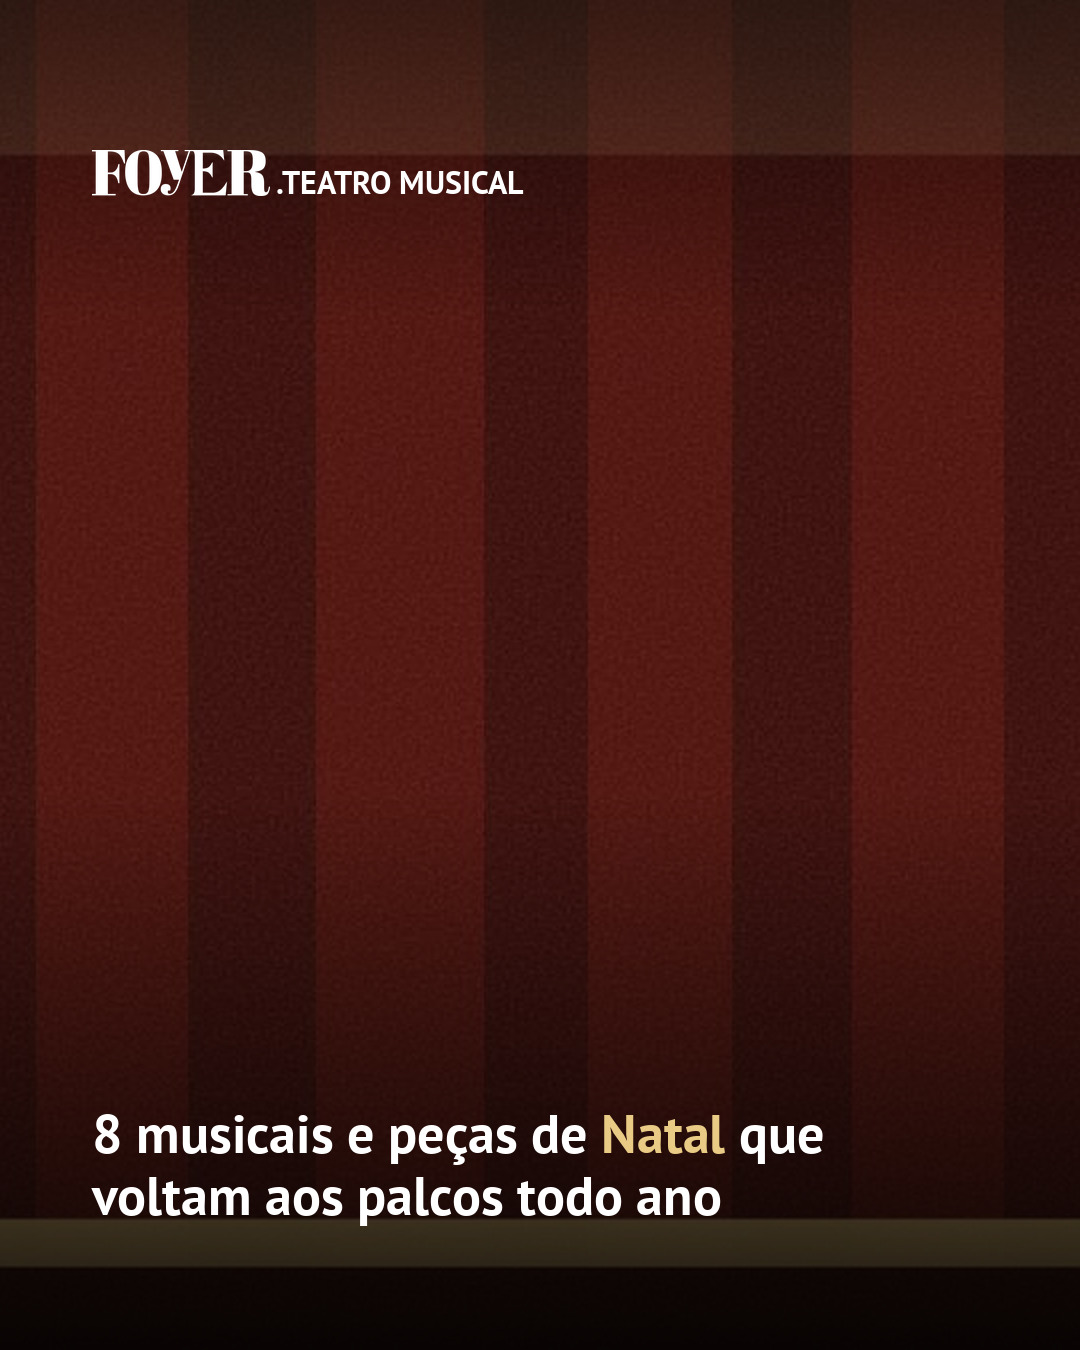 FOyER .TEATRO MUSICAL
8 musicais e peças de Natal que
voltam aos palcos todo ano